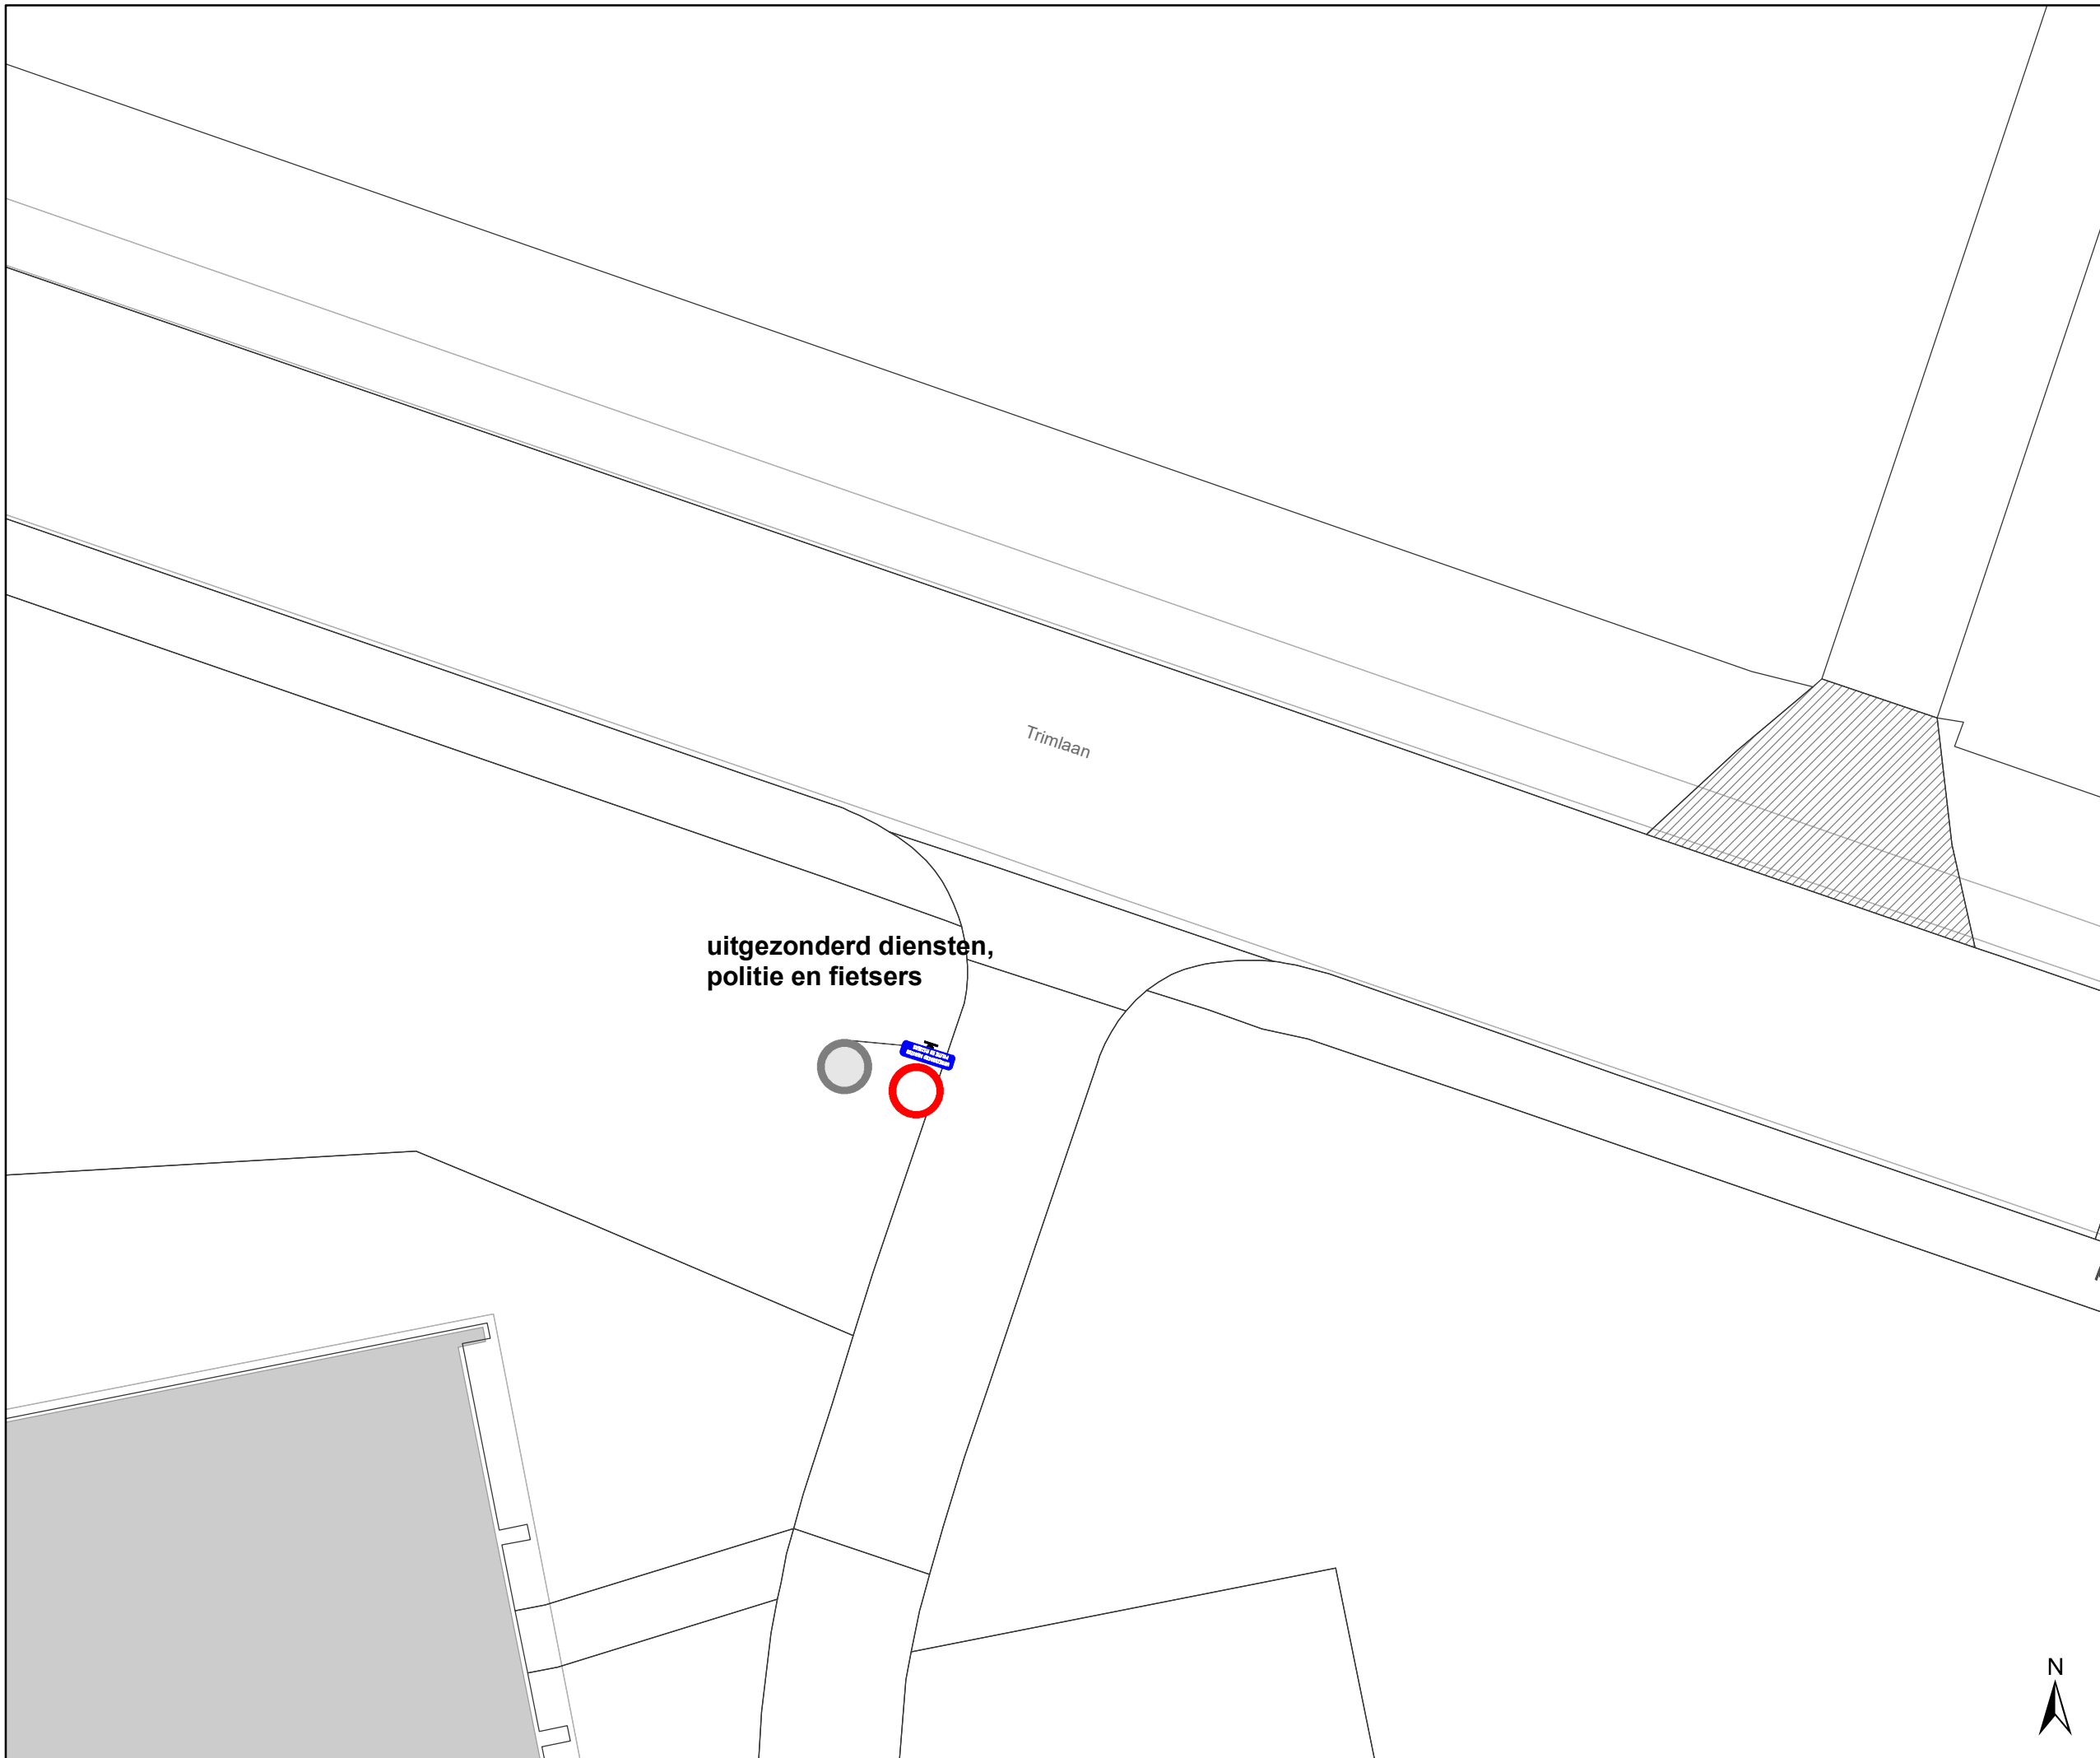 Trimlaan
uitgezonderd diensten,
politie en fietsers
N